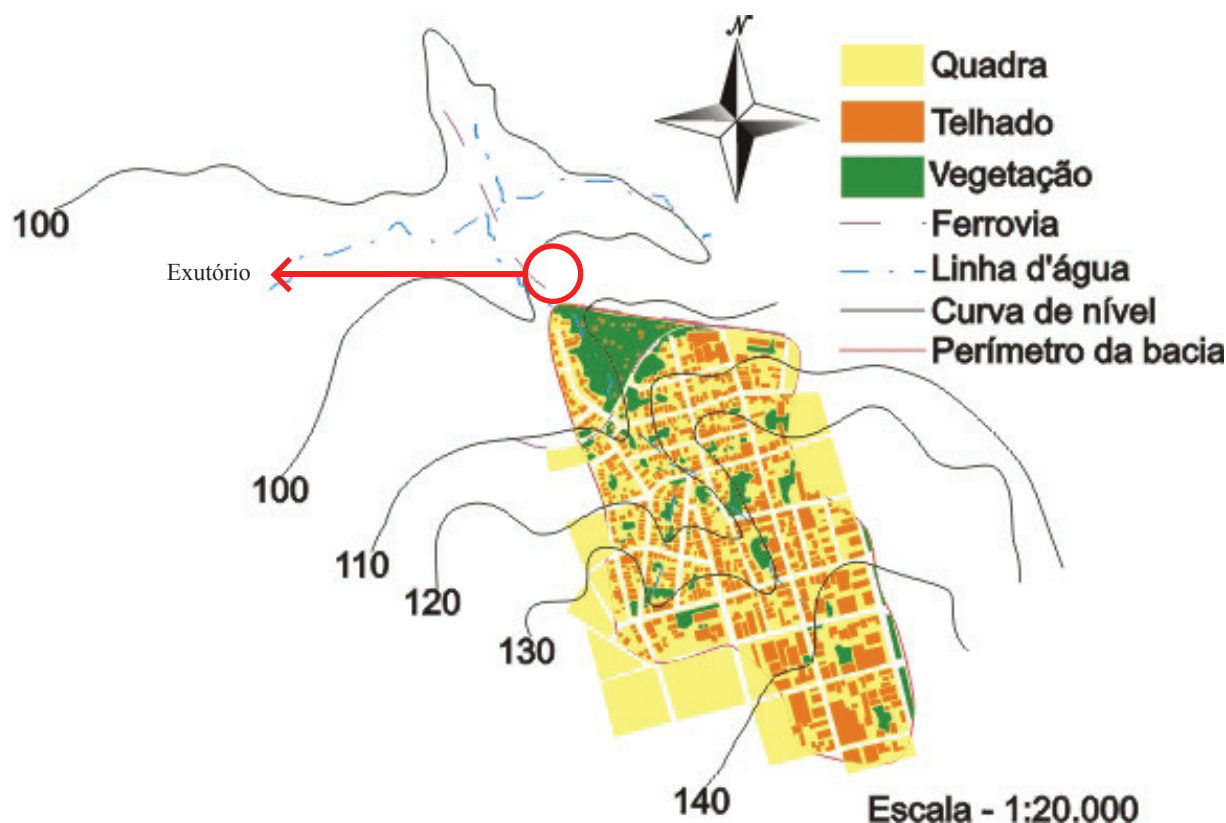 N
Quadra
Telhado
Vegetação
Ferrovia
Linha d'água
Curva de nível
Perímetro da bacia
100
Exutório
100
110
120
130
140
Escala - 1:20.000